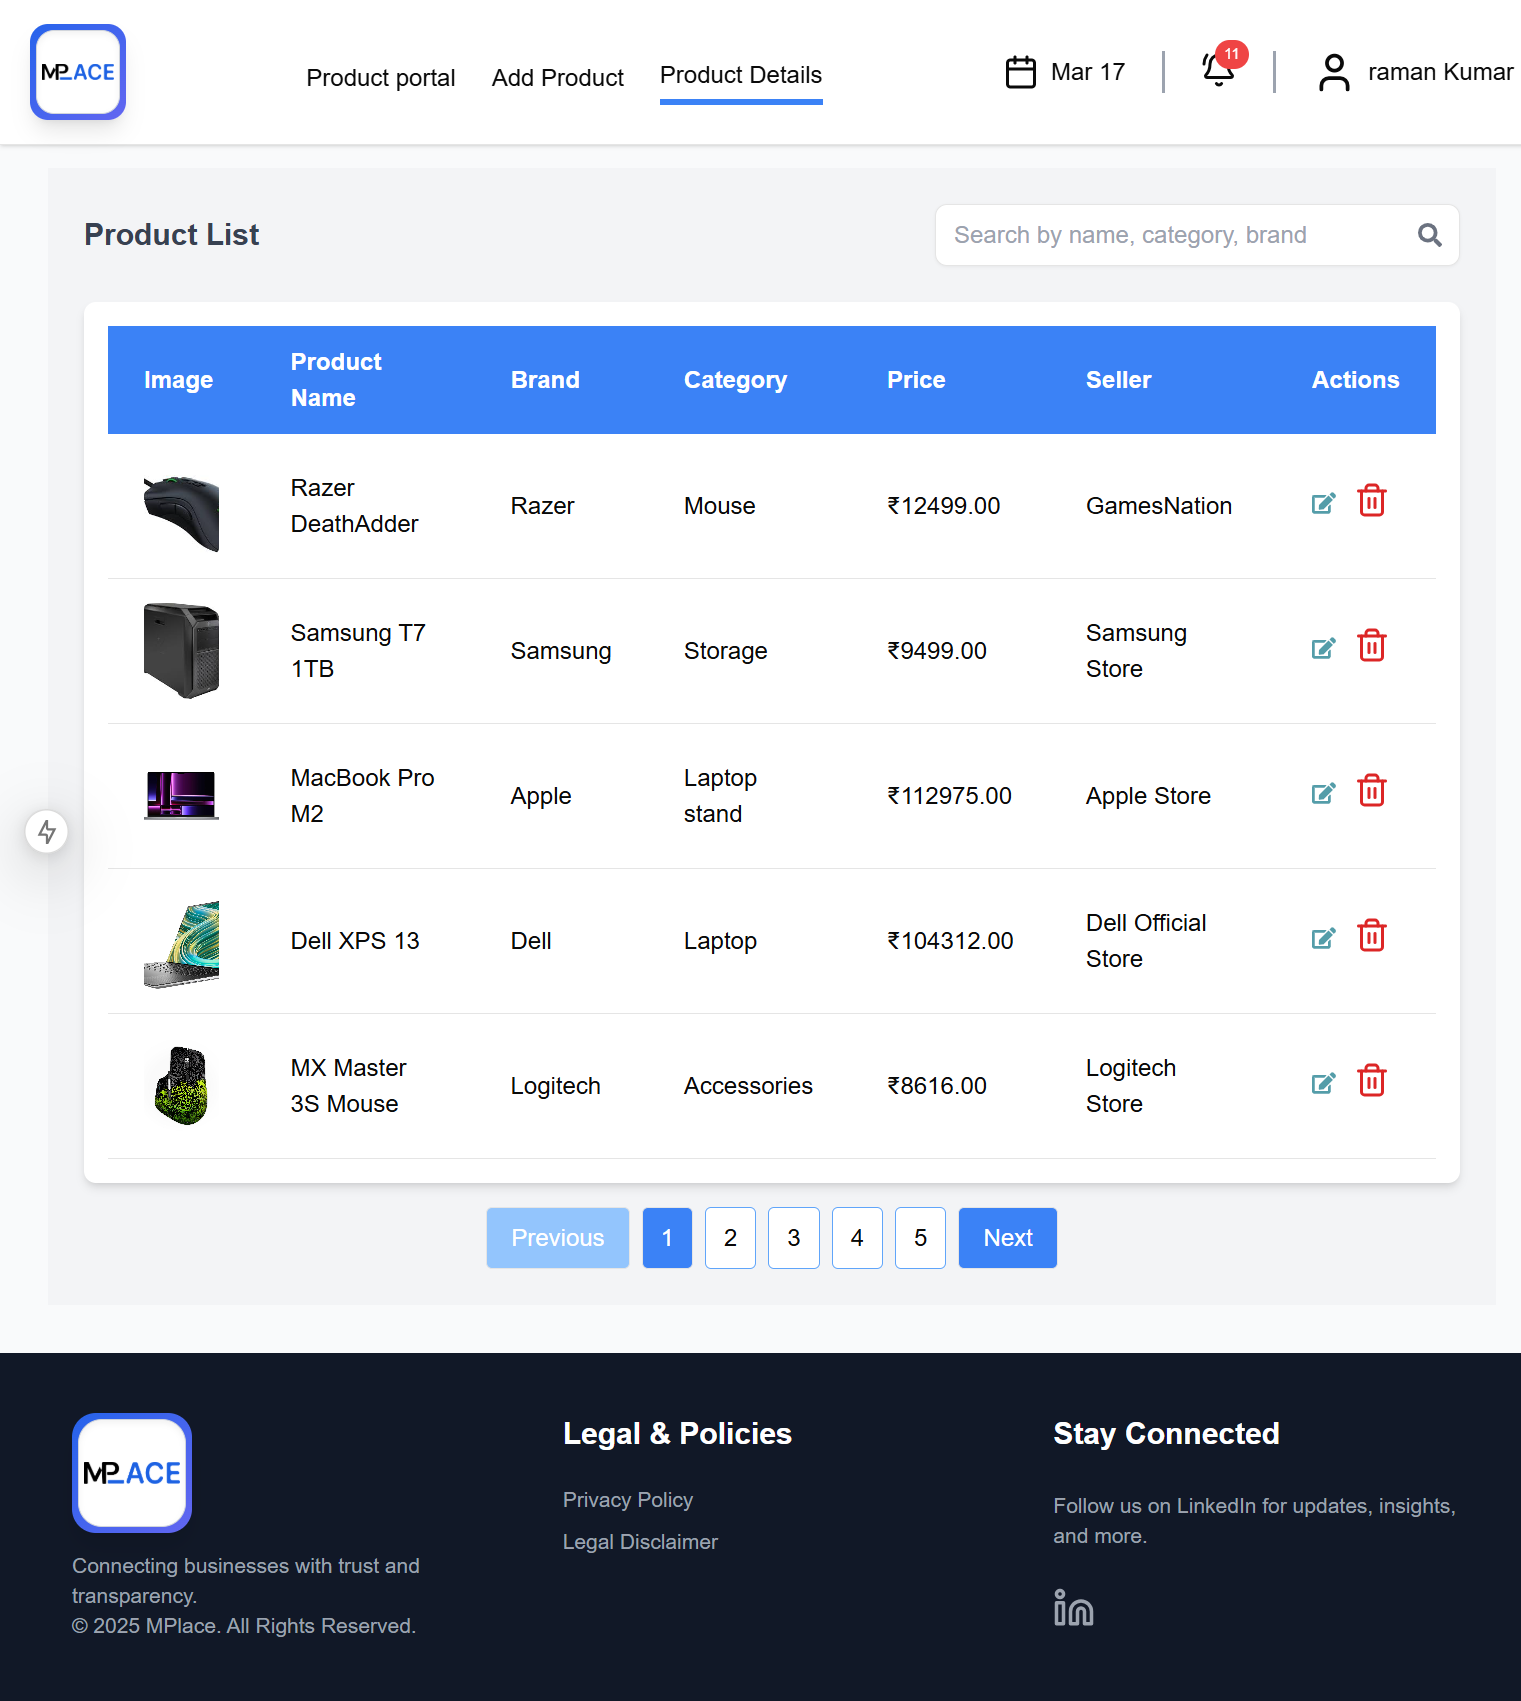 MPLACE
Product portal
Add Product
Product Details
Mar 17
11
raman Kumar
Product List
Search by name, category, brand
Image
Product
Name
Brand
Category
Price
Seller
Actions
Razer
DeathAdder
Razer
Mouse
₹12499.00
GamesNation
Samsung T7
1TB
Samsung
Storage
₹9499.00
Samsung
Store
MacBook Pro
M2
Apple
Laptop
stand
₹112975.00
Apple Store
Dell XPS 13
Dell
Laptop
₹104312.00
Dell Official
Store
MX Master
3S Mouse
Logitech
Accessories
₹8616.00
Logitech
Store
Previous
1
2
3
4
5
Next
MPLACE
Connecting businesses with trust and
transparency.
© 2025 MPlace. All Rights Reserved.
Legal & Policies
Privacy Policy
Legal Disclaimer
Stay Connected
Follow us on LinkedIn for updates, insights,
and more.